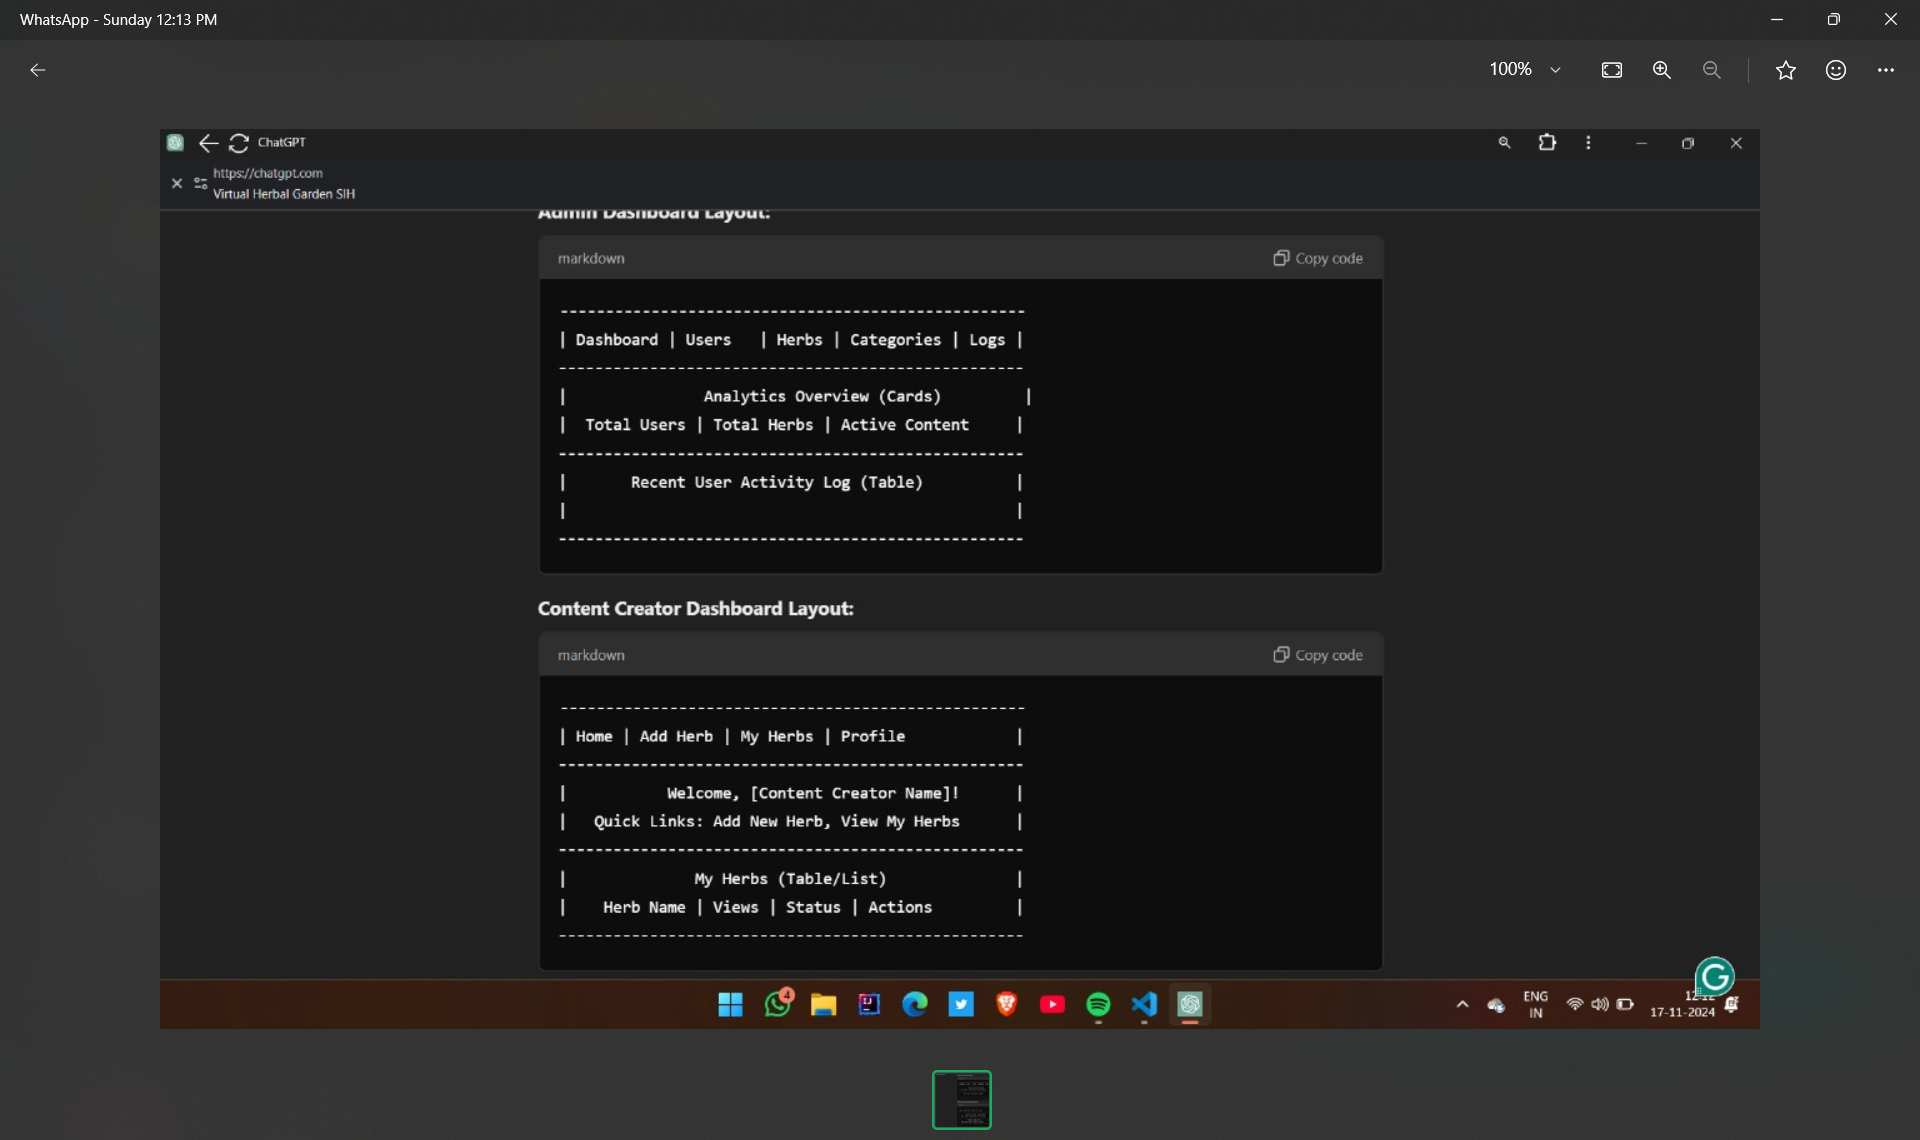 WhatsApp - Sunday 12:13 PM
100%
ChatGPT
https://chatgpt.com
Virtual Herbal Garden SIH
Admin Dashboard Layout:
markdown
Copy code
---------------------------------------------------
| Dashboard | Users   | Herbs | Categories | Logs |
---------------------------------------------------
|               Analytics Overview (Cards)         |
|  Total Users | Total Herbs | Active Content     |
---------------------------------------------------
|       Recent User Activity Log (Table)          |
|                                                 |
---------------------------------------------------
Content Creator Dashboard Layout:
markdown
Copy code
---------------------------------------------------
| Home | Add Herb | My Herbs | Profile            |
---------------------------------------------------
|           Welcome, [Content Creator Name]!      |
|   Quick Links: Add New Herb, View My Herbs      |
---------------------------------------------------
|              My Herbs (Table/List)              |
|    Herb Name | Views | Status | Actions         |
---------------------------------------------------
4
ENG
IN
17-11-2024